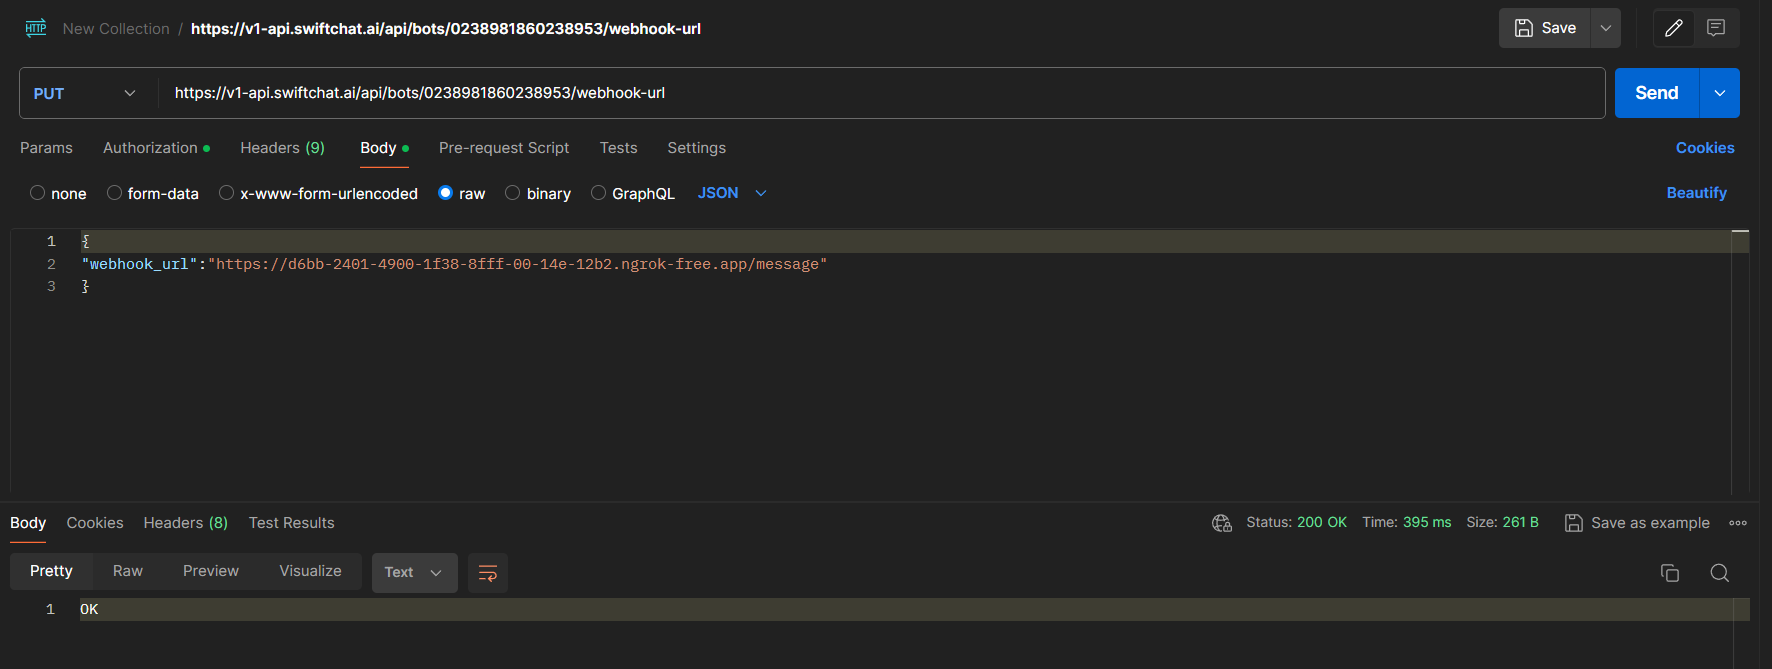 HTTP New Collection / https://v1-api.swiftchat.ai/api/bots/0238981860238953/webhook-url Save
PUT https://v1-api.swiftchat.ai/api/bots/0238981860238953/webhook-url Send
Params Authorization Headers (9) Body Pre-request Script Tests Settings Cookies
none form-data x-www-form-urlencoded raw binary GraphQL JSON Beautify
1 {
2 "webhook_url":"https://d6bb-2401-4900-1f38-8fff-00-14e-12b2.ngrok-free.app/message"
3 }
Body Cookies Headers (8) Test Results Status: 200 OK Time: 395 ms Size: 261 B Save as example
Pretty Raw Preview Visualize Text
1 OK